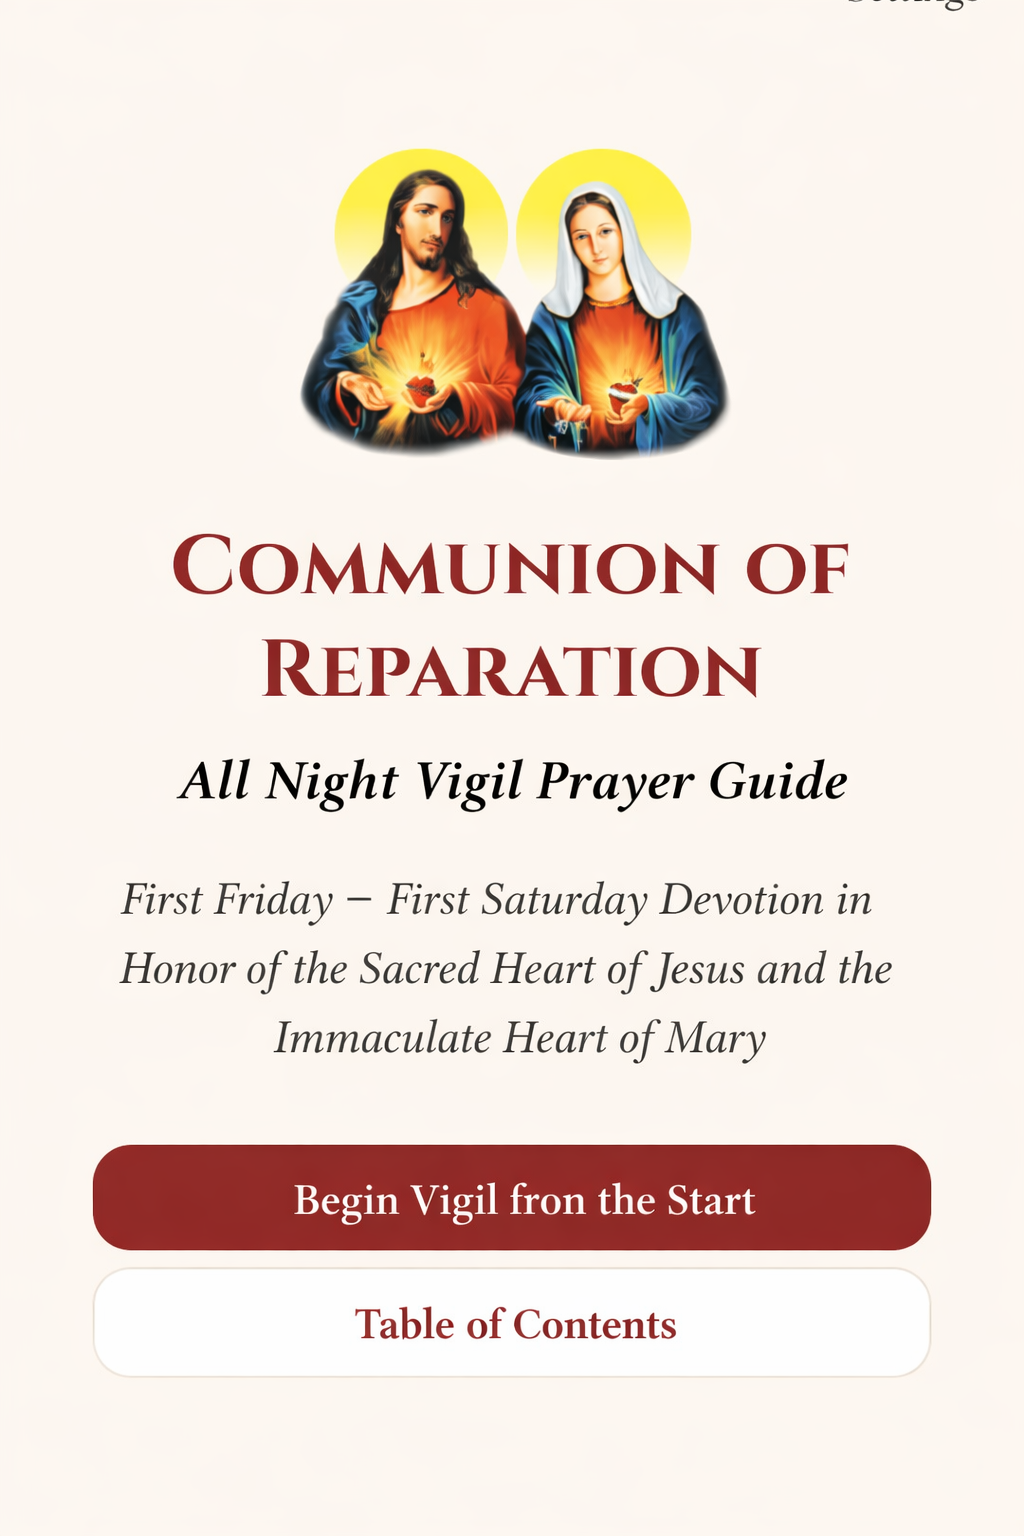 Communion of
Reparation
All Night Vigil Prayer Guide
First Friday – First Saturday Devotion in
Honor of the Sacred Heart of Jesus and the
Immaculate Heart of Mary
Begin Vigil fron the Start
Table of Contents